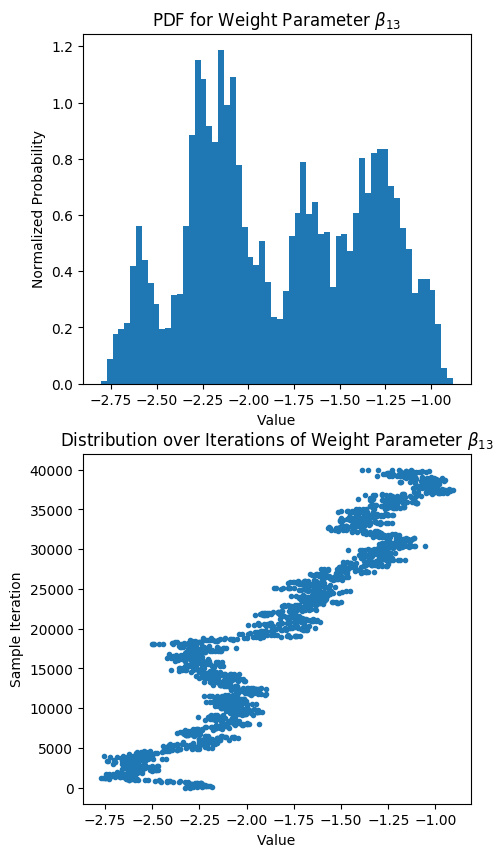 PDF for Weight Parameter β₁₃
1.2
1.0
0.8
0.6
0.4
0.2
0.0
Normalized Probability
−2.75 −2.50 −2.25 −2.00 −1.75 −1.50 −1.25 −1.00
Value
Distribution over Iterations of Weight Parameter β₁₃
40000
35000
30000
25000
20000
15000
10000
5000
0
Sample Iteration
−2.75 −2.50 −2.25 −2.00 −1.75 −1.50 −1.25 −1.00
Value